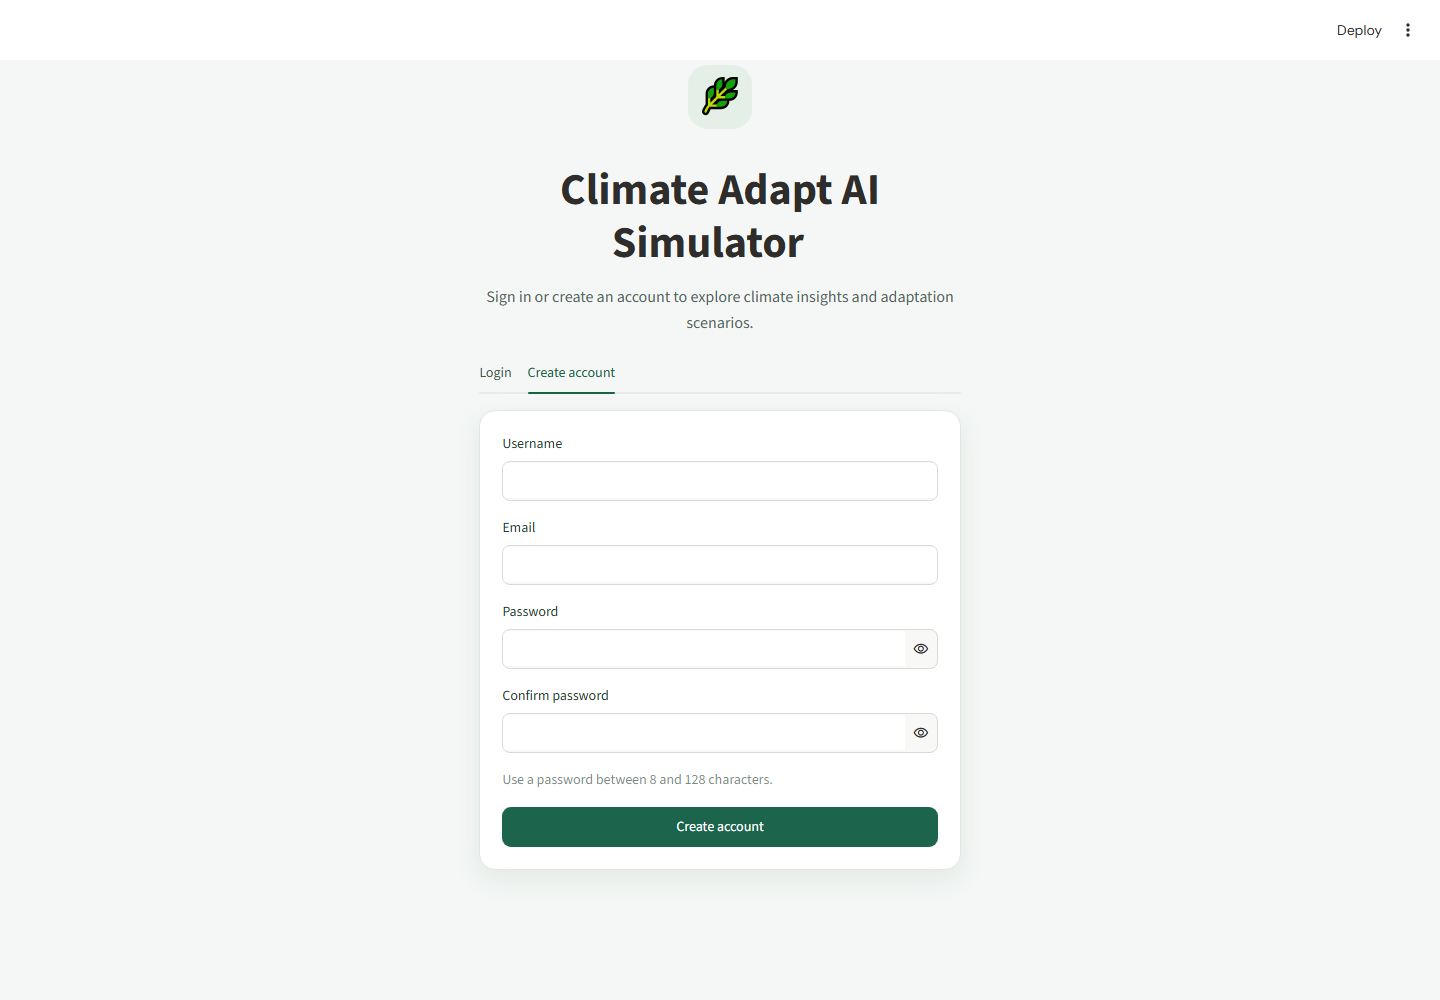 Deploy
Climate Adapt AI
Simulator
Sign in or create an account to explore climate insights and adaptation
scenarios.
Login Create account
Username
Email
Password
Confirm password
Use a password between 8 and 128 characters.
Create account